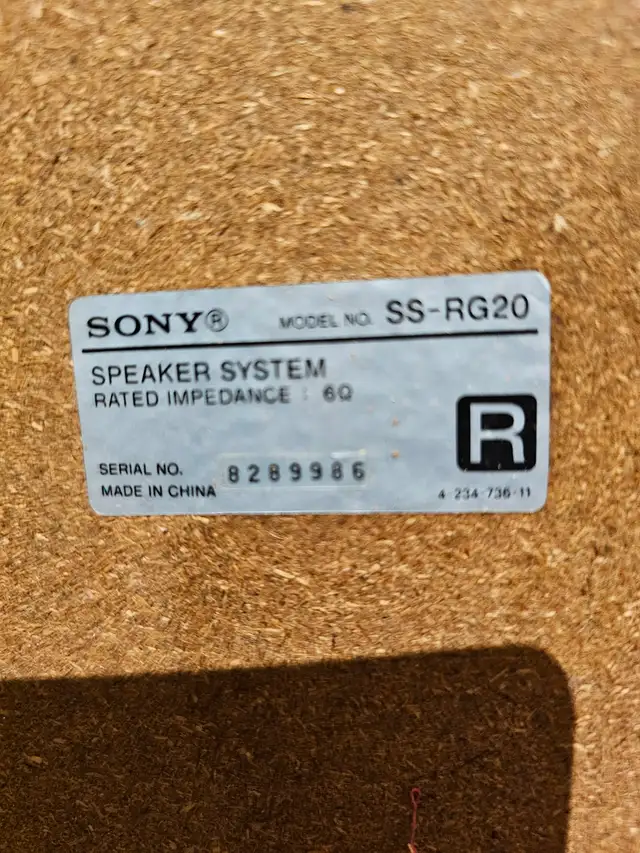 SONY® MODEL NO. SS-RG20
SPEAKER SYSTEM
RATED IMPEDANCE : 6Ω
R
SERIAL NO. 8289986
MADE IN CHINA 4-234-736-11